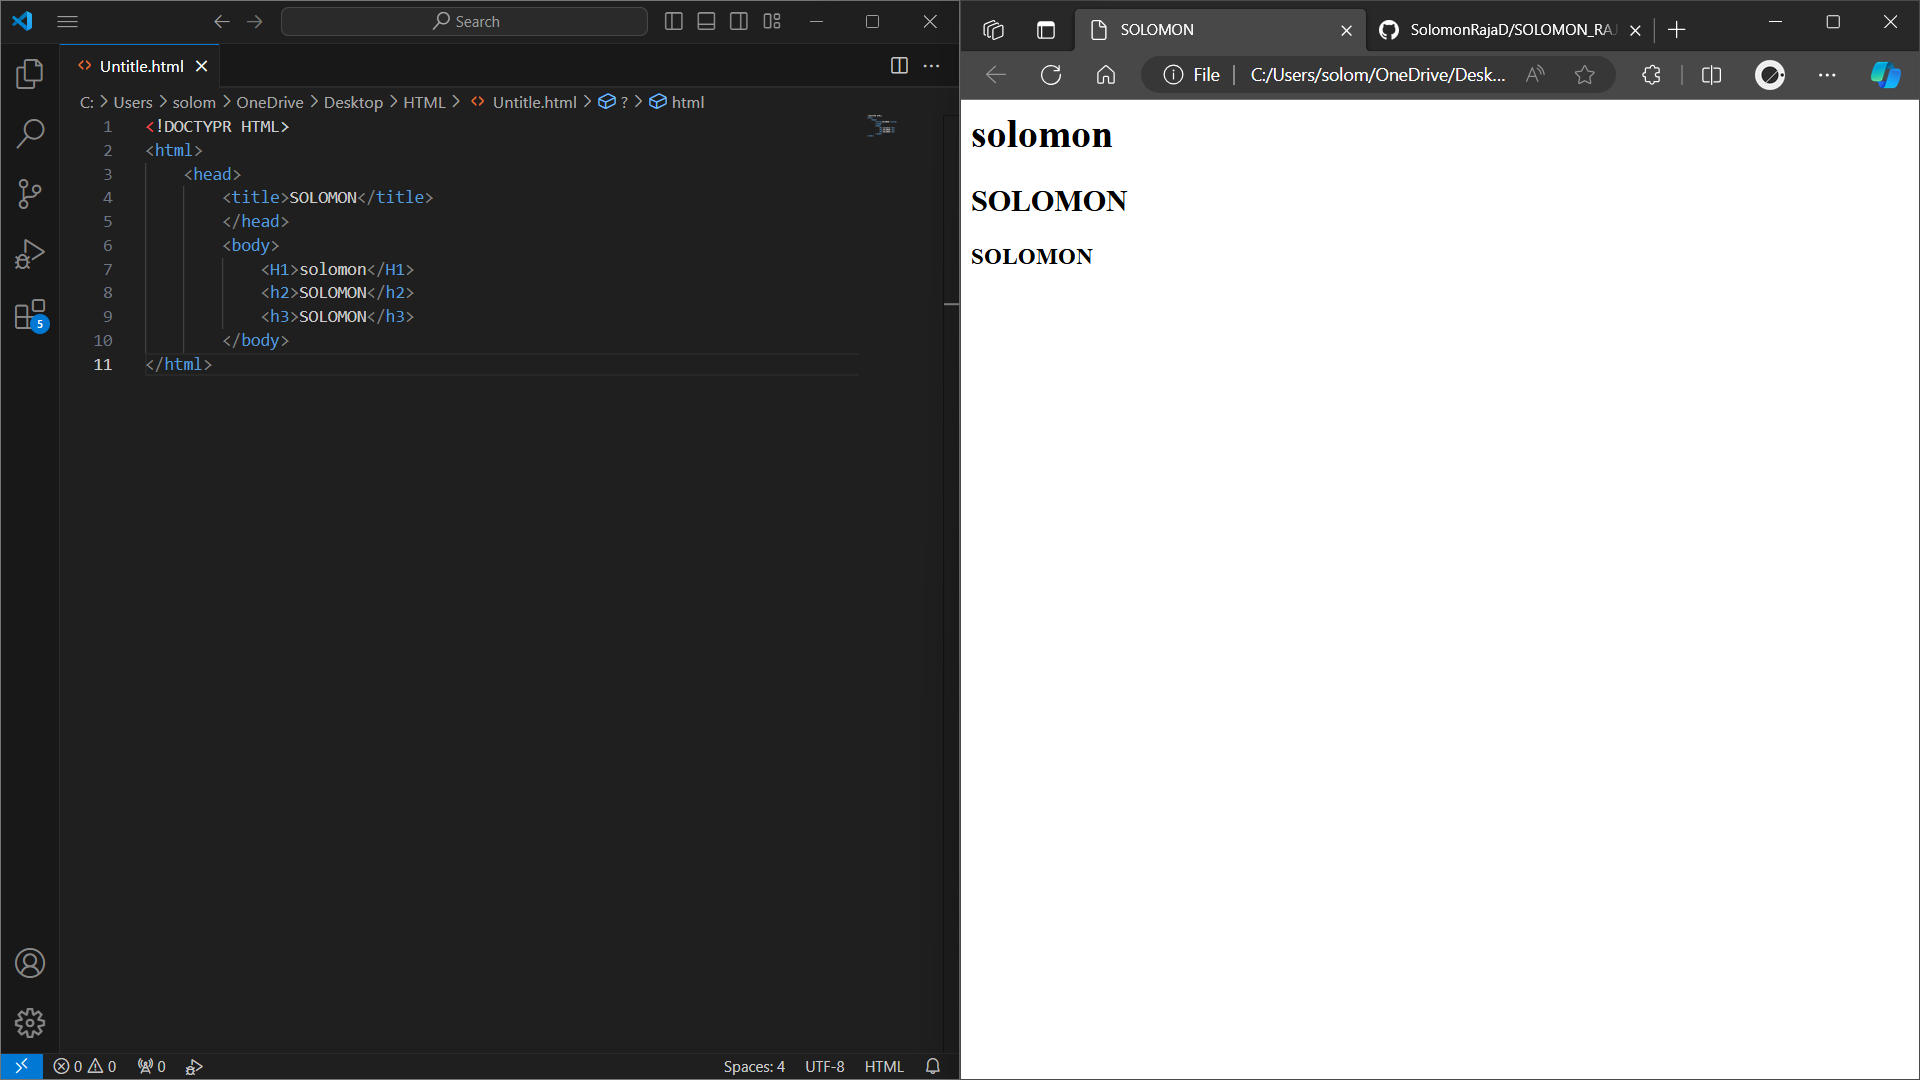 Search
Untitle.html
C: > Users > solom > OneDrive > Desktop > HTML > <> Untitle.html > ? > html
1 <!DOCTYPR HTML>
2 <html>
3 <head>
4 <title>SOLOMON</title>
5 </head>
6 <body>
7 <H1>solomon</H1>
8 <h2>SOLOMON</h2>
9 <h3>SOLOMON</h3>
10 </body>
11 </html>
5
0 0 0
Spaces: 4 UTF-8 HTML
SOLOMON
SolomonRajaD/SOLOMON_RAJ
File | C:/Users/solom/OneDrive/Desk...
solomon
SOLOMON
SOLOMON